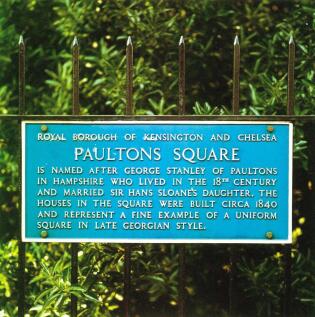 ROYAL BOROUGH OF KENSINGTON AND CHELSEA
PAULTONS SQUARE
IS NAMED AFTER GEORGE STANLEY OF PAULTONS
IN HAMPSHIRE WHO LIVED IN THE 18TH CENTURY
AND MARRIED SIR HANS SLOANE'S DAUGHTER. THE
HOUSES IN THE SQUARE WERE BUILT CIRCA 1840
AND REPRESENT A FINE EXAMPLE OF A UNIFORM
SQUARE IN LATE GEORGIAN STYLE.